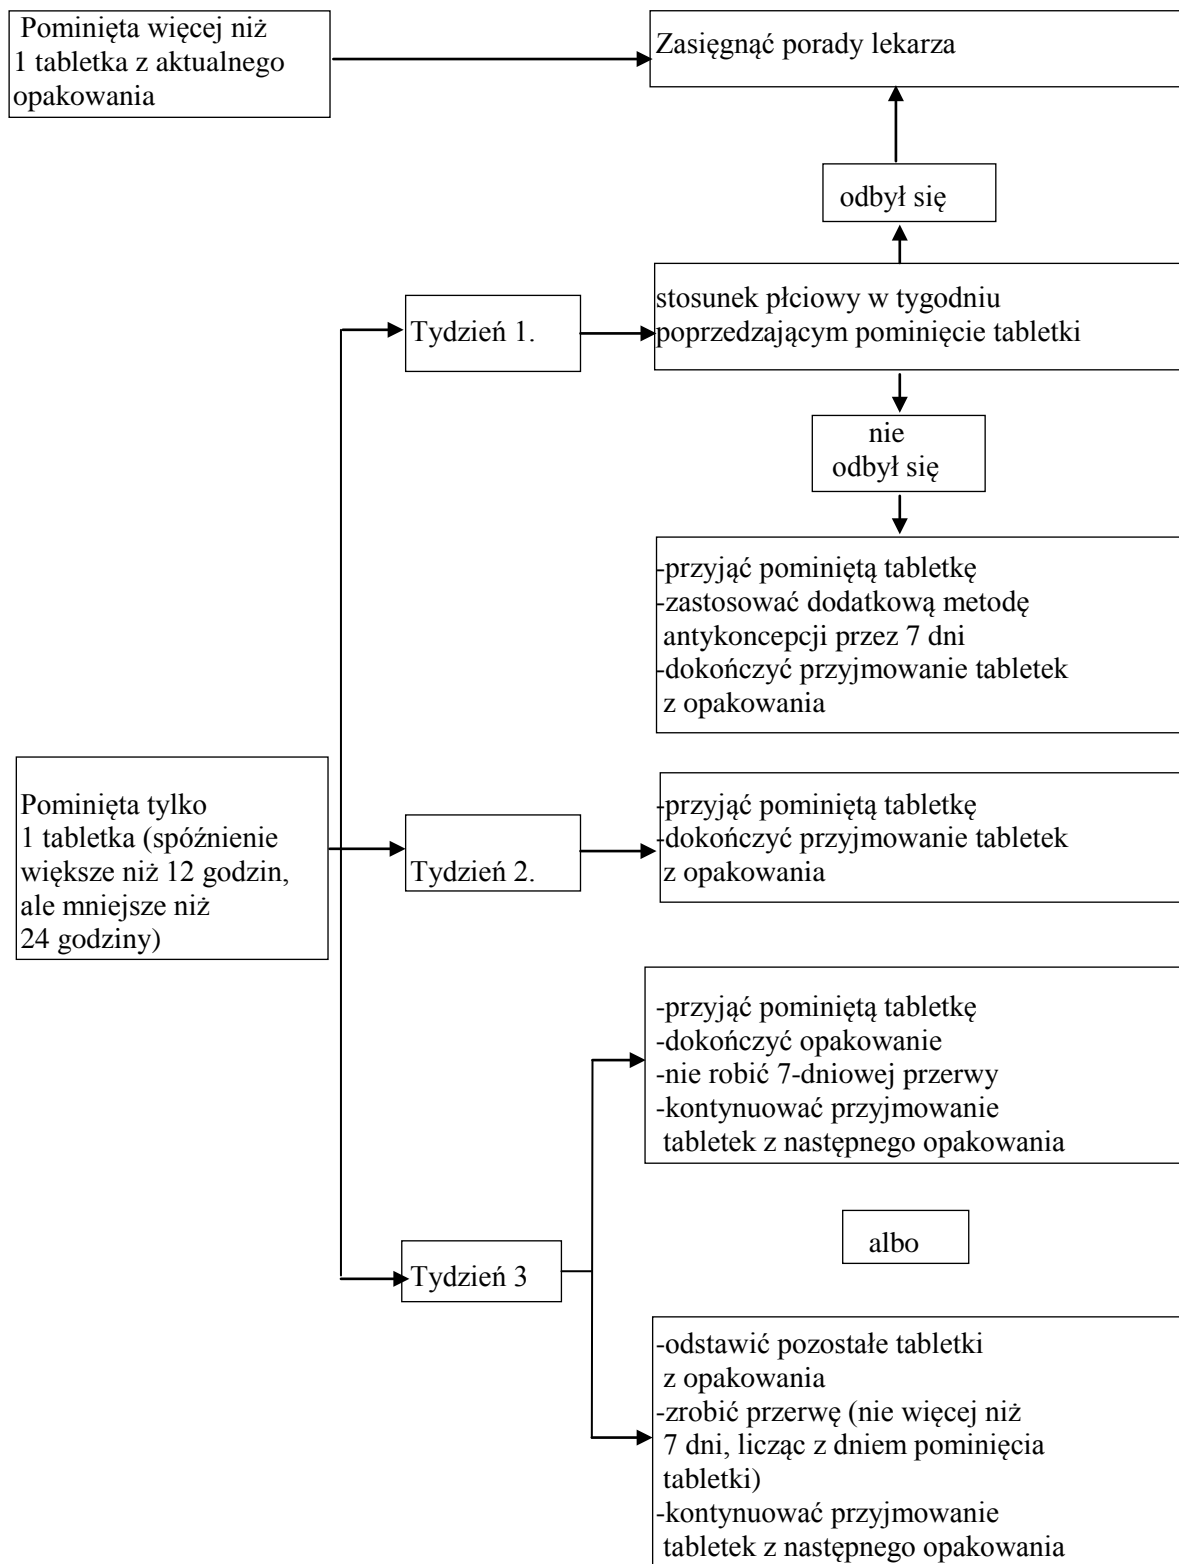 Pominięta więcej niż
1 tabletka z aktualnego
opakowania
Zasięgnąć porady lekarza
odbył się
stosunek płciowy w tygodniu
poprzedzającym pominięcie tabletki
Tydzień 1.
nie
odbył się
-przyjąć pominiętą tabletkę
-zastosować dodatkową metodę
antykoncepcji przez 7 dni
-dokończyć przyjmowanie tabletek
z opakowania
Pominięta tylko
1 tabletka (spóźnienie
większe niż 12 godzin,
ale mniejsze niż
24 godziny)
Tydzień 2.
-przyjąć pominiętą tabletkę
-dokończyć przyjmowanie tabletek
z opakowania
-przyjąć pominiętą tabletkę
-dokończyć opakowanie
-nie robić 7-dniowej przerwy
-kontynuować przyjmowanie
tabletek z następnego opakowania
albo
Tydzień 3
-odstawić pozostałe tabletki
z opakowania
-zrobić przerwę (nie więcej niż
7 dni, licząc z dniem pominięcia
tabletki)
-kontynuować przyjmowanie
tabletek z następnego opakowania